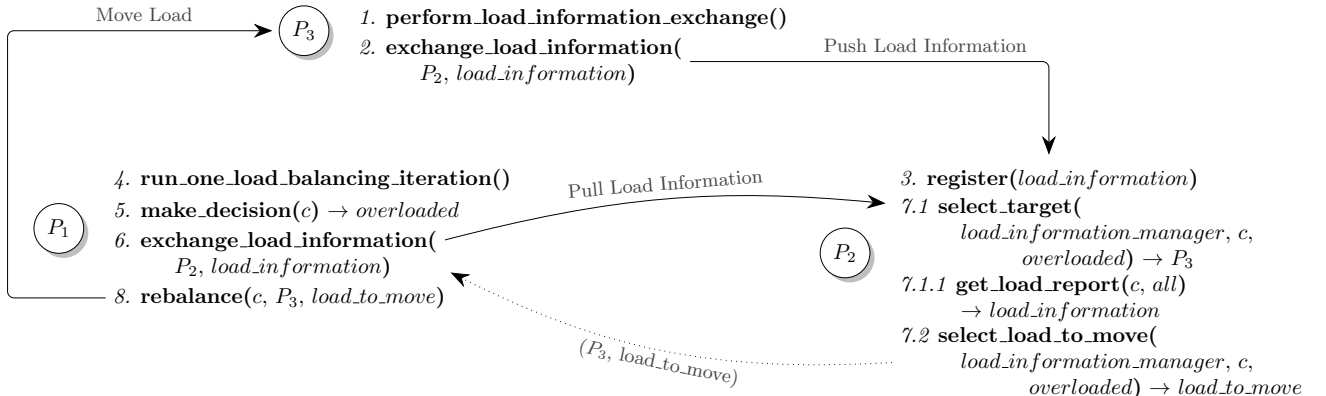 Move Load
P3
1. perform_load_information_exchange()
2. exchange_load_information(
P2, load_information)
Push Load Information
P1
4. run_one_load_balancing_iteration()
5. make_decision(c) → overloaded
6. exchange_load_information(
P2, load_information)
8. rebalance(c, P3, load_to_move)
Pull Load Information
(P3, load_to_move)
P2
3. register(load_information)
7.1 select_target(
load_information_manager, c,
overloaded) → P3
7.1.1 get_load_report(c, all)
→ load_information
7.2 select_load_to_move(
load_information_manager, c,
overloaded) → load_to_move